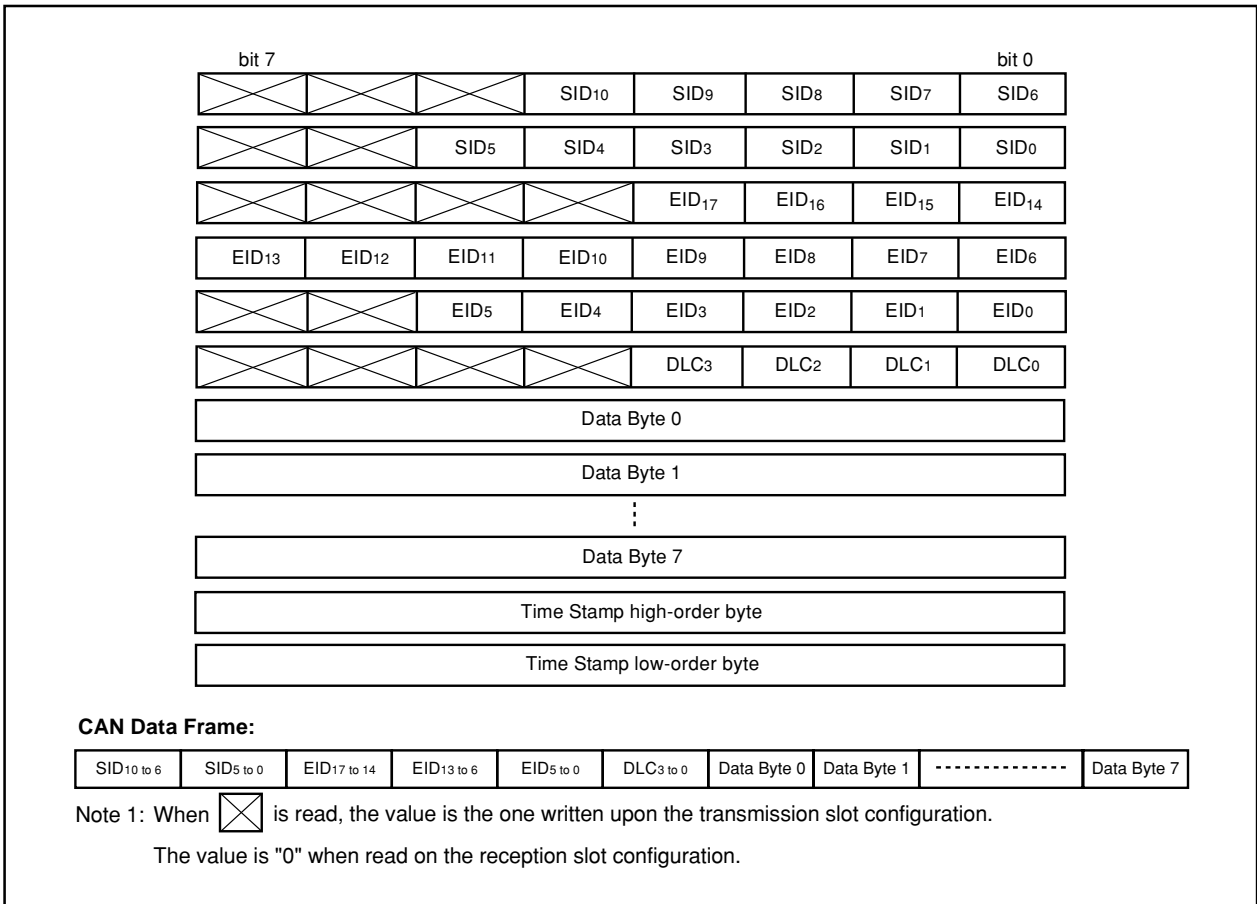 bit 7 bit 0
SID10 SID9 SID8 SID7 SID6
SID5 SID4 SID3 SID2 SID1 SID0
EID17 EID16 EID15 EID14
EID13 EID12 EID11 EID10 EID9 EID8 EID7 EID6
EID5 EID4 EID3 EID2 EID1 EID0
DLC3 DLC2 DLC1 DLC0
Data Byte 0
Data Byte 1
Data Byte 7
Time Stamp high-order byte
Time Stamp low-order byte
CAN Data Frame:
SID10 to 6 SID5 to 0 EID17 to 14 EID13 to 6 EID5 to 0 DLC3 to 0 Data Byte 0 Data Byte 1 Data Byte 7
Note 1: When is read, the value is the one written upon the transmission slot configuration.
The value is "0" when read on the reception slot configuration.